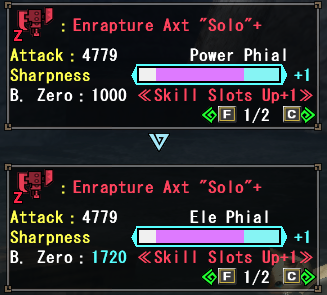 Z : Enrapture Axt "Solo"+
Attack : 4779 Power Phial
Sharpness +1
B. Zero : 1000 ≪Skill Slots Up+1≫
F 1/2 C
Z : Enrapture Axt "Solo"+
Attack : 4779 Ele Phial
Sharpness +1
B. Zero : 1720 ≪Skill Slots Up+1≫
F 1/2 C